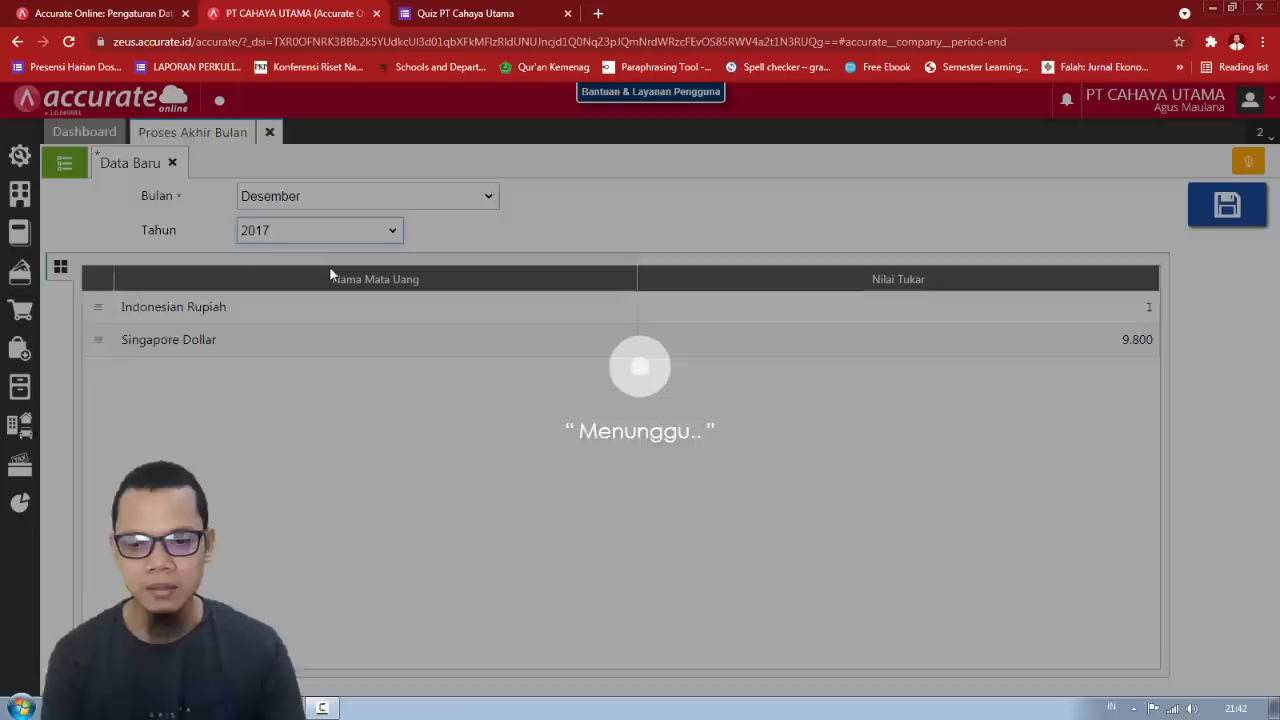 Accurate Online: Pengaturan Dat
PT CAHAYA UTAMA (Accurate O
Quiz PT Cahaya Utama
zeus.accurate.id/accurate/?_dsi=TXR0OFNRK3BBb2k5YUdkcUI3d01qbXFkMFIzRldUNUJncjd1Q0NqZ3pJQmNrdWRzcFEvOS85RWV4a2t1N3RUQg==#accurate__company__period-end
Presensi Harian Dos...
LAPORAN PERKULI...
Konferensi Riset Na...
Schools and Depart...
Qur'an Kemenag
Paraphrasing Tool |...
Spell checker – gra...
Free Ebook
Semester Learning...
Falah: Jurnal Ekono...
»
Reading list
accurate online
Bantuan & Layanan Pengguna
PT CAHAYA UTAMA
Agus Maulana
Dashboard
Proses Akhir Bulan
2
* Data Baru
Bulan *
Desember
Tahun
2017
Nama Mata Uang
Nilai Tukar
Indonesian Rupiah
1
Singapore Dollar
9.800
“ Menunggu.. ”
TAX
IN
21:42